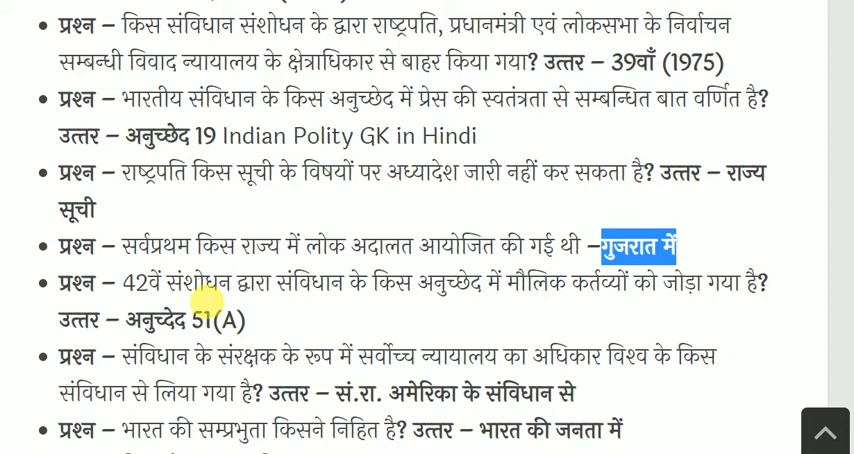 प्रश्न – किस संविधान संशोधन के द्वारा राष्ट्रपति, प्रधानमंत्री एवं लोकसभा के निर्वाचन
सम्बन्धी विवाद न्यायालय के क्षेत्राधिकार से बाहर किया गया? उत्तर – 39वाँ (1975)
प्रश्न – भारतीय संविधान के किस अनुच्छेद में प्रेस की स्वतंत्रता से सम्बन्धित बात वर्णित है?
उत्तर – अनुच्छेद 19 Indian Polity GK in Hindi
प्रश्न – राष्ट्रपति किस सूची के विषयों पर अध्यादेश जारी नहीं कर सकता है? उत्तर – राज्य
सूची
प्रश्न – सर्वप्रथम किस राज्य में लोक अदालत आयोजित की गई थी –गुजरात में
प्रश्न – 42वें संशोधन द्वारा संविधान के किस अनुच्छेद में मौलिक कर्तव्यों को जोड़ा गया है?
उत्तर – अनुच्देद 51(A)
प्रश्न – संविधान के संरक्षक के रूप में सर्वोच्च न्यायालय का अधिकार विश्व के किस
संविधान से लिया गया है? उत्तर – सं.रा. अमेरिका के संविधान से
प्रश्न – भारत की सम्प्रभुता किसने निहित है? उत्तर – भारत की जनता में